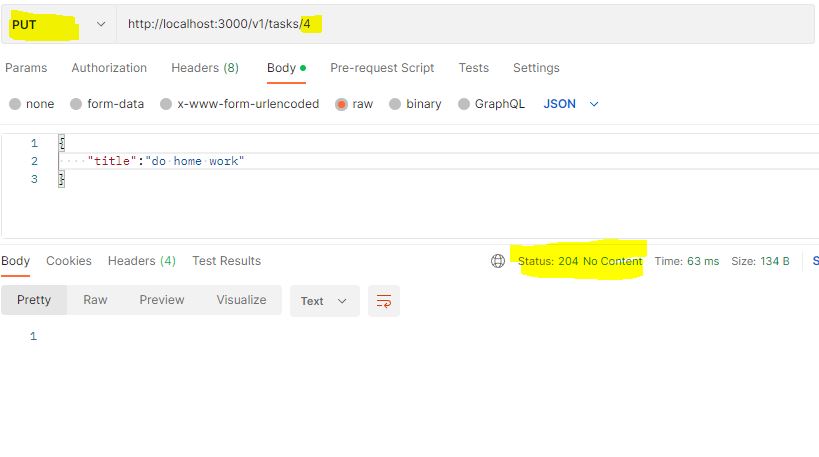 PUT http://localhost:3000/v1/tasks/4
Params Authorization Headers (8) Body Pre-request Script Tests Settings
none form-data x-www-form-urlencoded raw binary GraphQL JSON
1 {
2 "title":"do home work"
3 }
Body Cookies Headers (4) Test Results Status: 204 No Content Time: 63 ms Size: 134 B S
Pretty Raw Preview Visualize Text
1